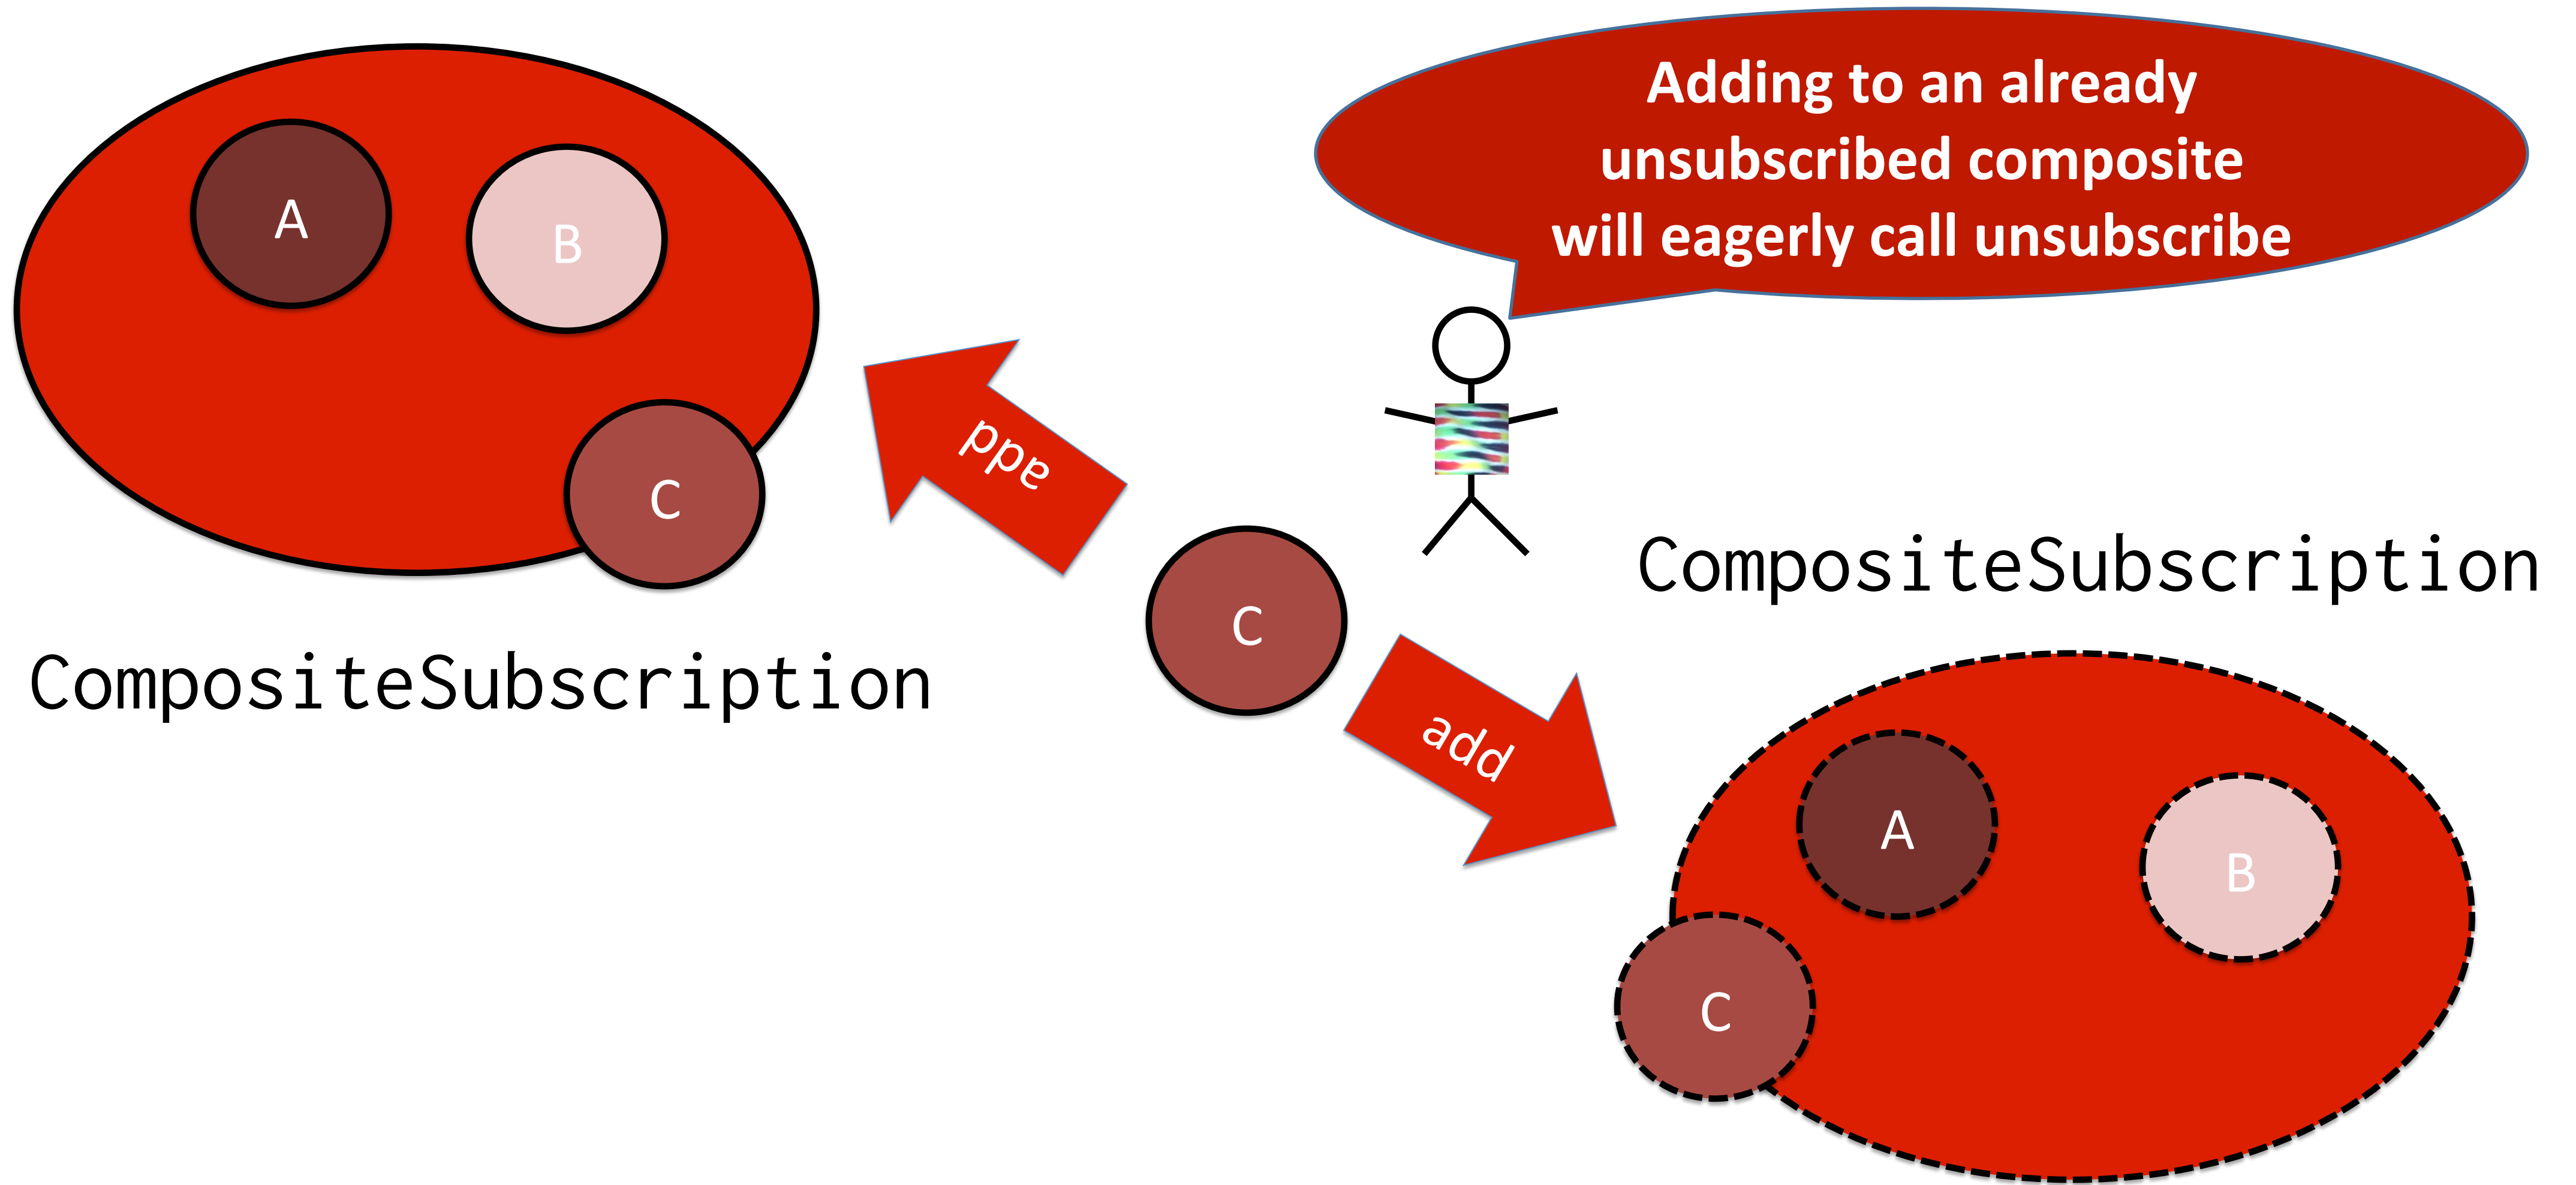 Adding to an already
unsubscribed composite
will eagerly call unsubscribe
A
B
C
add
CompositeSubscription
C
add
CompositeSubscription
A
B
C